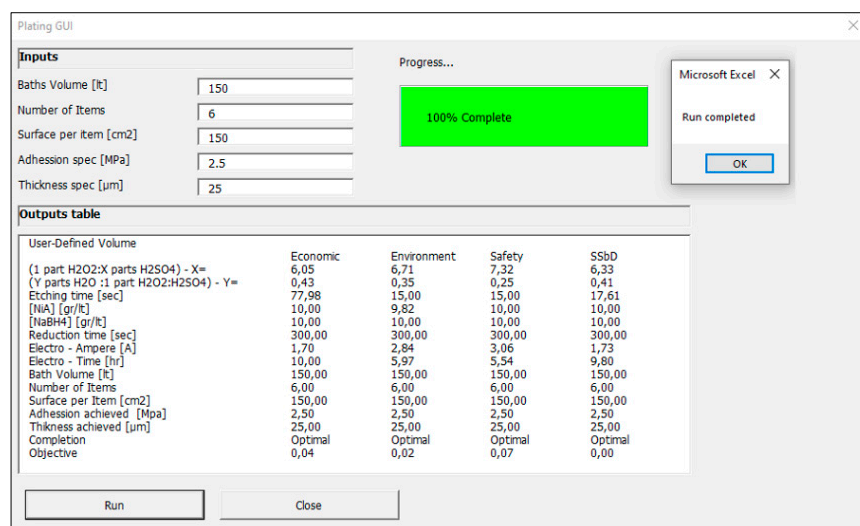 Plating GUI
Inputs
Baths Volume [lt] 150
Number of Items 6
Surface per item [cm2] 150
Adhession spec [MPa] 2.5
Thickness spec [µm] 25
Progress...
100% Complete
Microsoft Excel
Run completed
OK
Outputs table
User-Defined Volume
Economic Environment Safety SSbD
(1 part H2O2:X parts H2SO4) - X= 6,05 6,71 7,32 6,33
(Y parts H2O :1 part H2O2:H2SO4) - Y= 0,43 0,35 0,25 0,41
Etching time [sec] 77,98 15,00 15,00 17,61
[NiA] [gr/lt] 10,00 9,82 10,00 10,00
[NaBH4] [gr/lt] 10,00 10,00 10,00 10,00
Reduction time [sec] 300,00 300,00 300,00 300,00
Electro - Ampere [A] 1,70 2,84 3,06 1,73
Electro - Time [hr] 10,00 5,97 5,54 9,80
Bath Volume [lt] 150,00 150,00 150,00 150,00
Number of Items 6,00 6,00 6,00 6,00
Surface per Item [cm2] 150,00 150,00 150,00 150,00
Adhession achieved [Mpa] 2,50 2,50 2,50 2,50
Thikness achieved [µm] 25,00 25,00 25,00 25,00
Completion Optimal Optimal Optimal Optimal
Objective 0,04 0,02 0,07 0,00
Run
Close